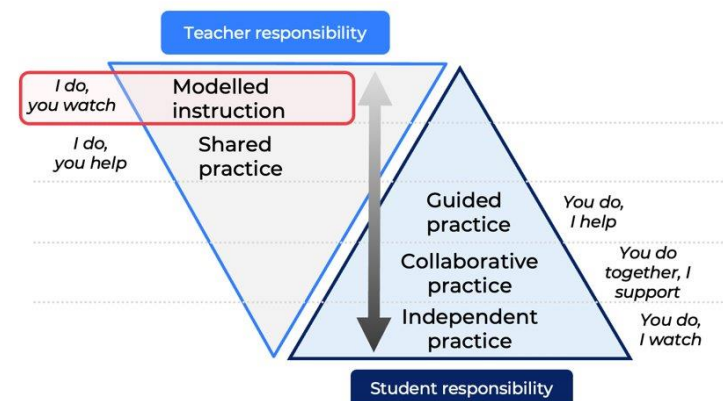 Teacher responsibility
I do,
you watch
Modelled
instruction
I do,
you help
Shared
practice
Guided
practice
You do,
I help
Collaborative
practice
You do
together, I
support
Independent
practice
You do,
I watch
Student responsibility